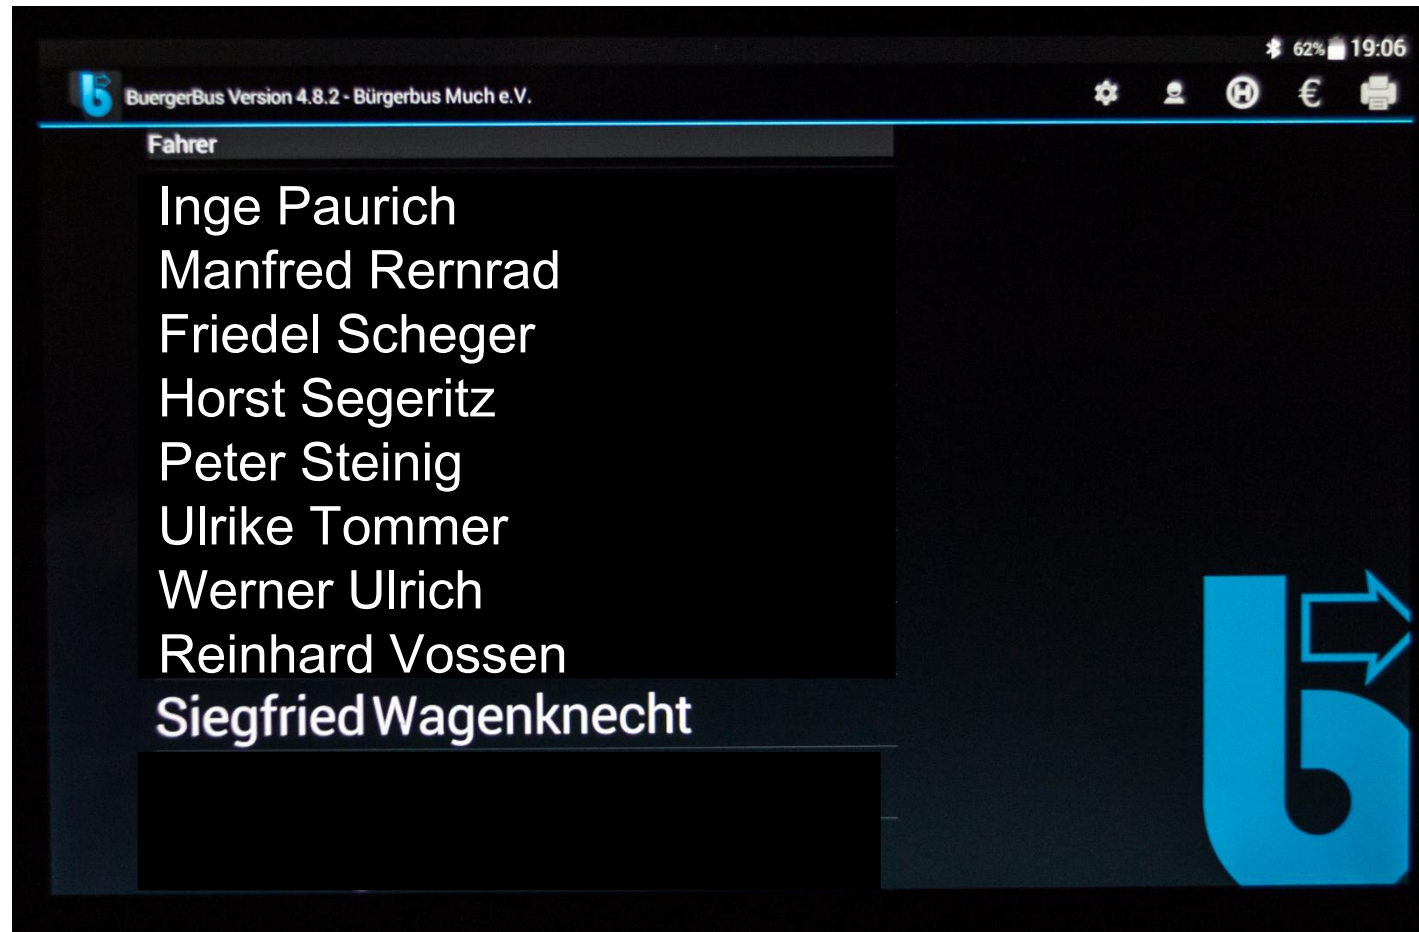 62% 19:06
BuergerBus Version 4.8.2 - Bürgerbus Much e.V.
H €
Fahrer
Inge Paurich
Manfred Rernrad
Friedel Scheger
Horst Segeritz
Peter Steinig
Ulrike Tommer
Werner Ulrich
Reinhard Vossen
Siegfried Wagenknecht